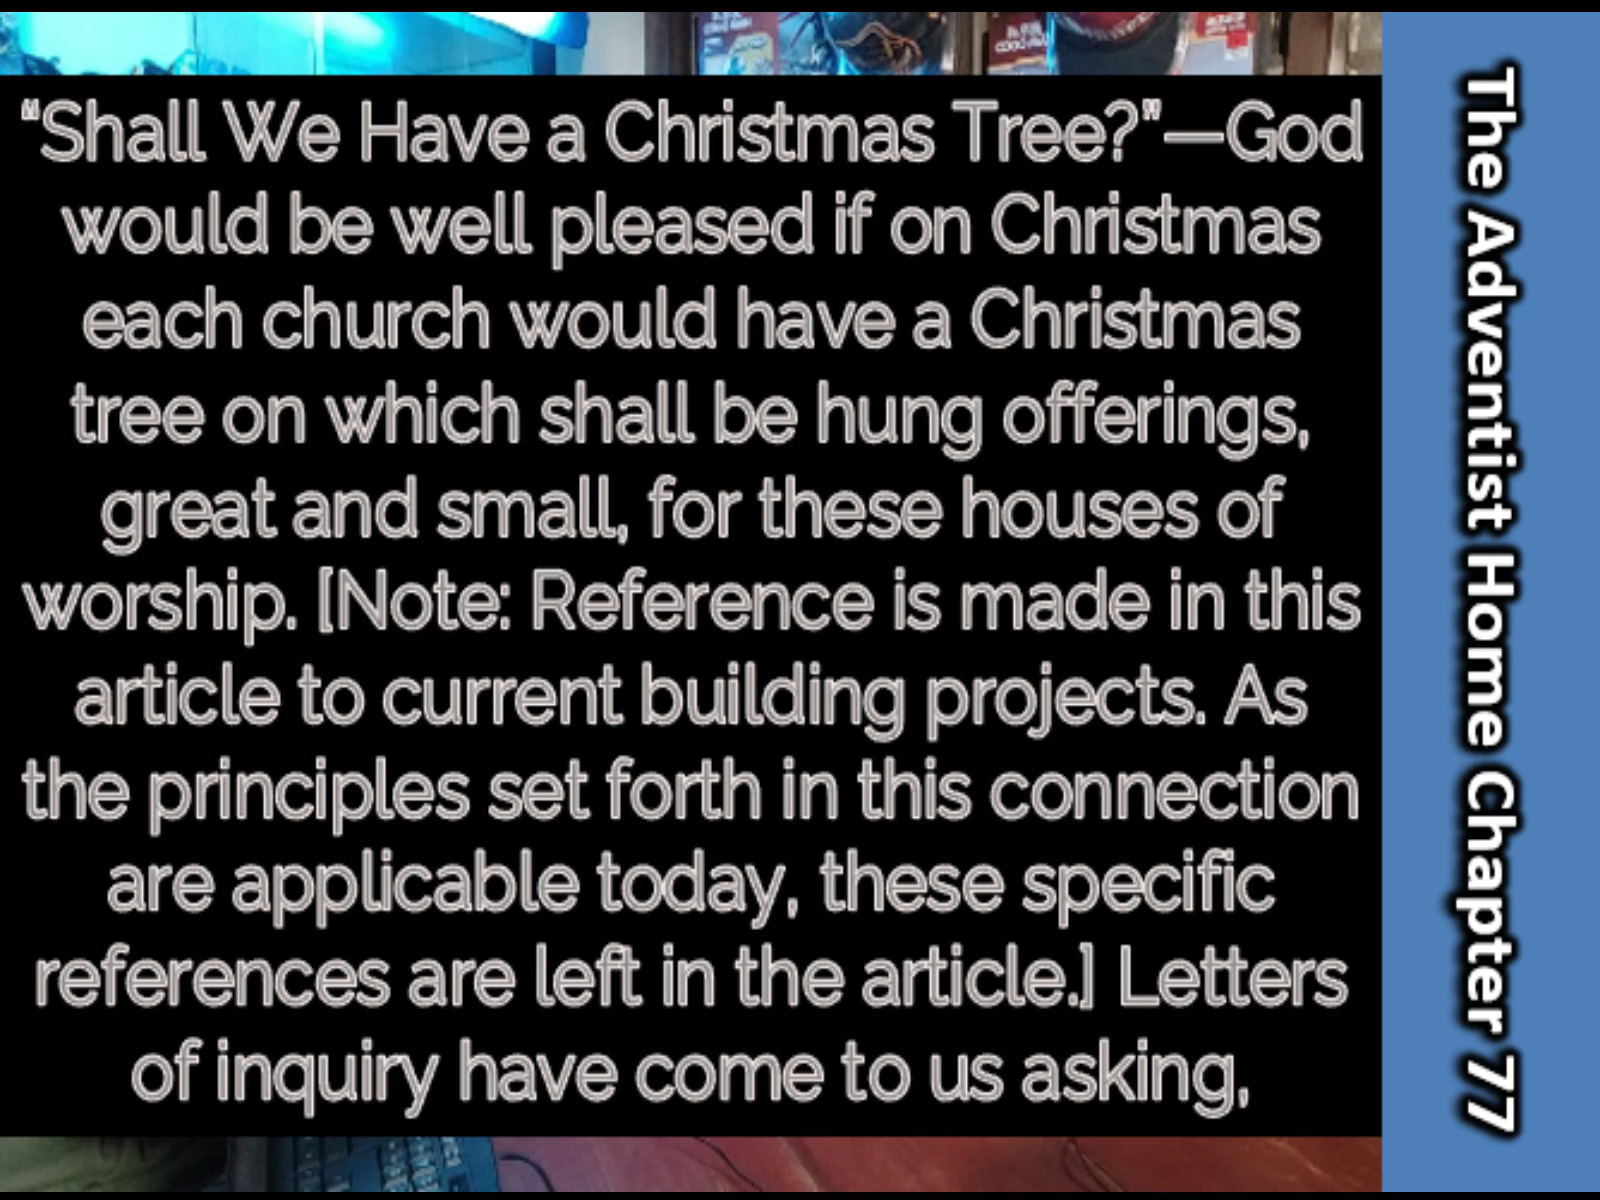 “Shall We Have a Christmas Tree?”—God
would be well pleased if on Christmas
each church would have a Christmas
tree on which shall be hung offerings,
great and small, for these houses of
worship. [Note: Reference is made in this
article to current building projects. As
the principles set forth in this connection
are applicable today, these specific
references are left in the article.] Letters
of inquiry have come to us asking,
The Adventist Home Chapter 77